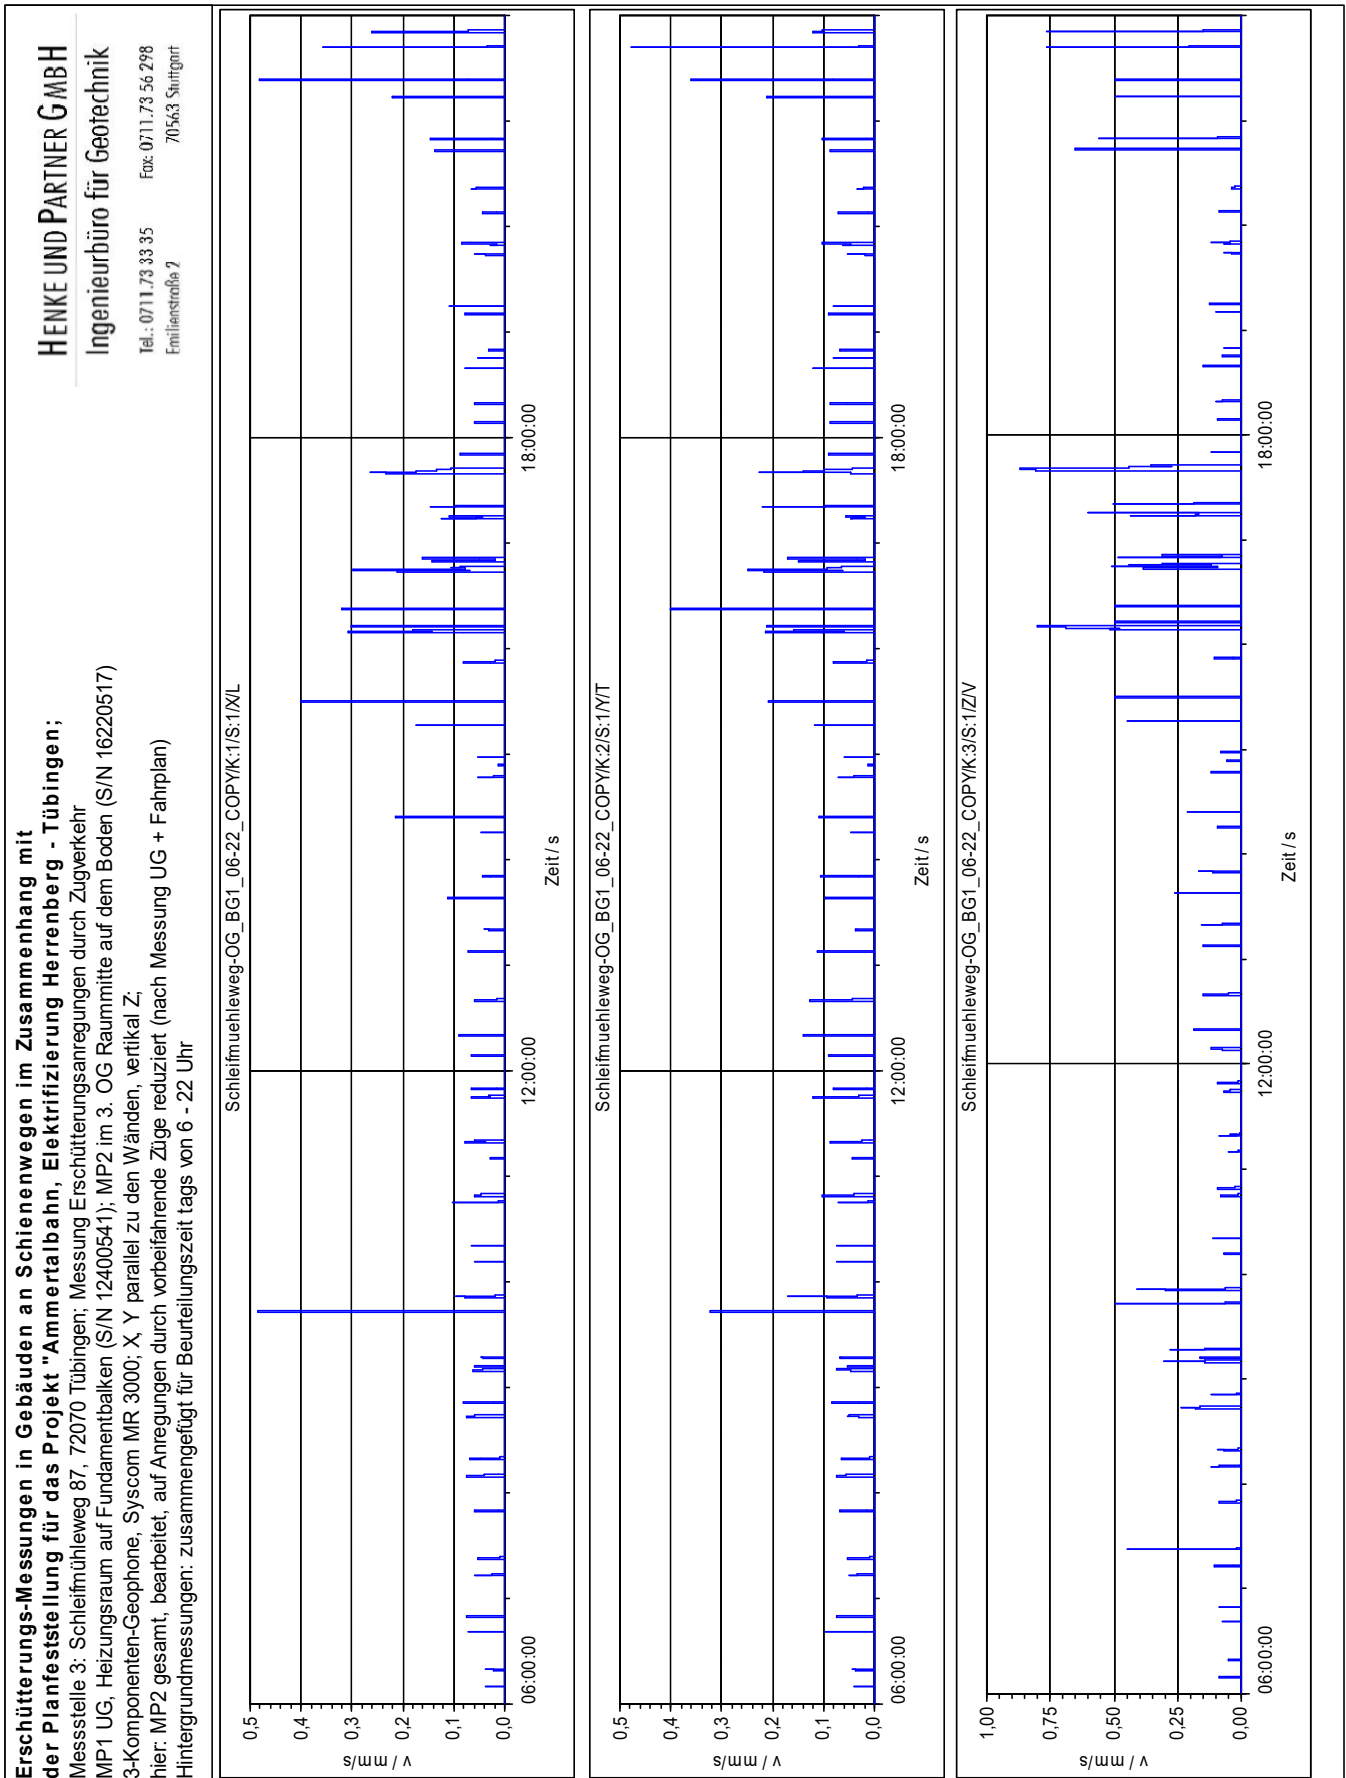 Erschütterungs-Messungen in Gebäuden an Schienenwegen im Zusammenhang mit
der Planfeststellung für das Projekt "Ammertalbahn, Elektrifizierung Herrenberg - Tübingen;
Messstelle 3: Schleifmühleweg 87, 72070 Tübingen; Messung Erschütterungsanregungen durch Zugverkehr
MP1 UG, Heizungsraum auf Fundamentbalken (S/N 12400541); MP2 im 3. OG Raummitte auf dem Boden (S/N 16220517)
3-Komponenten-Geophone, Syscom MR 3000; X, Y parallel zu den Wänden, vertikal Z;
hier: MP2 gesamt, bearbeitet, auf Anregungen durch vorbeifahrende Züge reduziert (nach Messung UG + Fahrplan)
Hintergrundmessungen: zusammengefügt für Beurteilungszeit tags von 6 - 22 Uhr
HENKE UND PARTNER GMBH
Ingenieurbüro für Geotechnik
Tel.: 0711.73 33 35 Fax: 0711.73 56 298
Emilienstraße 2 70563 Stuttgart
Schleifmuehleweg-OG_BG1_06-22_COPY/K:1/S:1/X/L
0,5
0,4
0,3
0,2
0,1
0,0
v / mm/s
06:00:00 12:00:00 18:00:00
Zeit / s
Schleifmuehleweg-OG_BG1_06-22_COPY/K:2/S:1/Y/T
0,5
0,4
0,3
0,2
0,1
0,0
v / mm/s
06:00:00 12:00:00 18:00:00
Zeit / s
Schleifmuehleweg-OG_BG1_06-22_COPY/K:3/S:1/Z/V
1,00
0,75
0,50
0,25
0,00
v / mm/s
06:00:00 12:00:00 18:00:00
Zeit / s